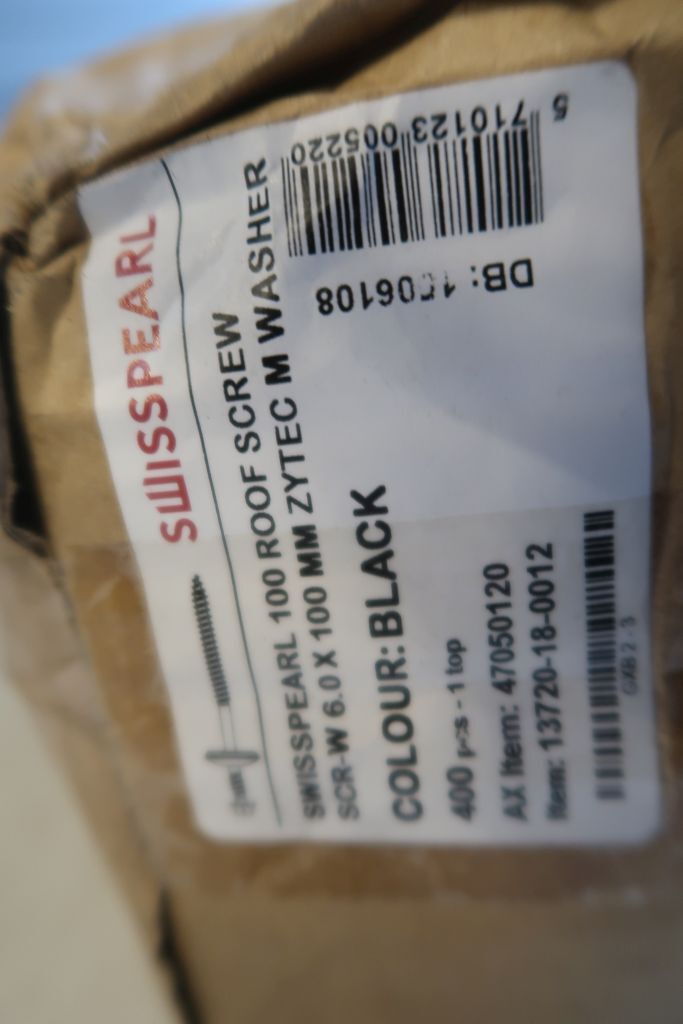 SWISSPEARL
SWISSPEARL 100 ROOF SCREW
SCR-W 6.0 X 100 MM ZYTEC M WASHER
COLOUR: BLACK
400 pcs - 1 top
AX Item: 47050120
Item: 13720-18-0012
5 710123 005220
DB: